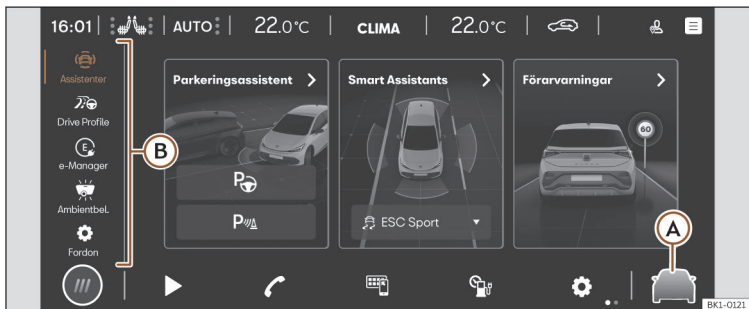 16:01 AUTO 22.0°C CLIMA 22.0°C
Assistenter
Drive Profile
E
e-Manager
Ambientbel.
Fordon
B
Parkeringsassistent
P
P
Smart Assistants
ESC Sport
Förarvarningar
60
A
BK1-0121